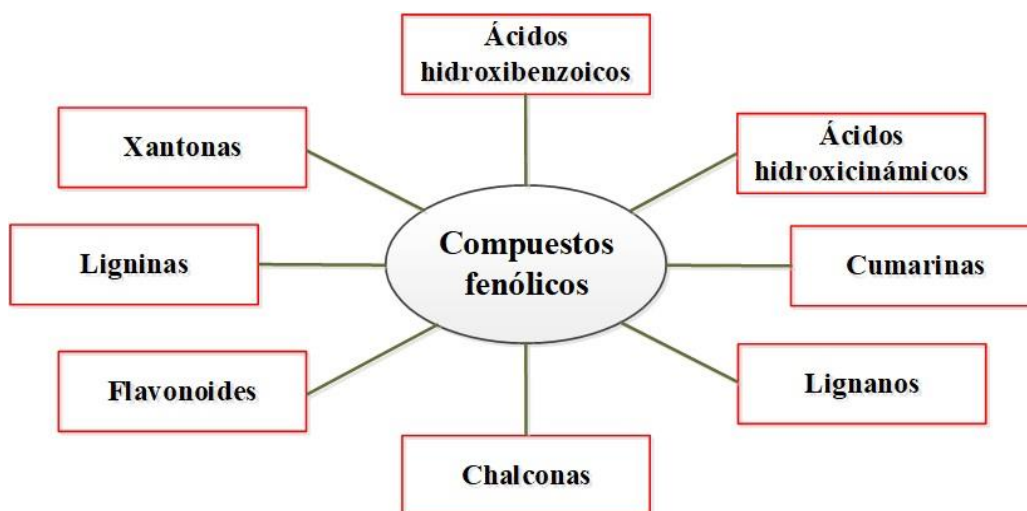 Ácidos
hidroxibenzoicos
Xantonas
Ácidos
hidroxicinámicos
Compuestos
fenólicos
Ligninas
Cumarinas
Flavonoides
Lignanos
Chalconas